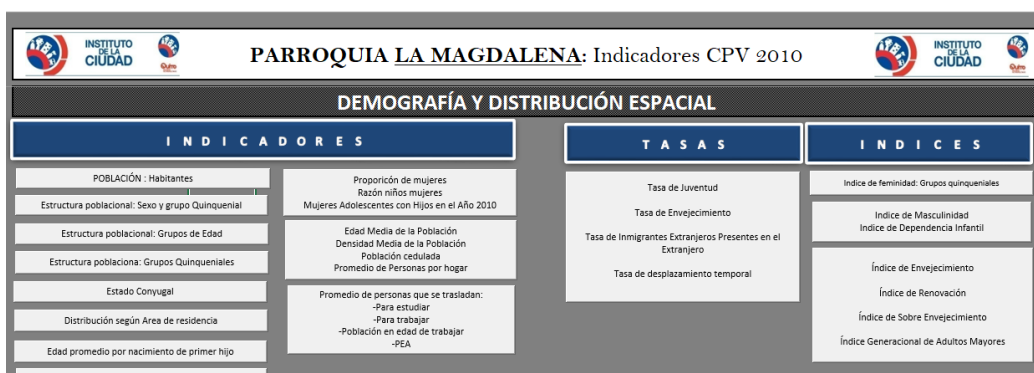 INSTITUTO
DE LA
CIUDAD
Quito
PARROQUIA LA MAGDALENA: Indicadores CPV 2010
INSTITUTO
DE LA
CIUDAD
Quito
DEMOGRAFÍA Y DISTRIBUCIÓN ESPACIAL
INDICADORES
POBLACIÓN : Habitantes
Estructura poblacional: Sexo y grupo Quinquenial
Estructura poblacional: Grupos de Edad
Estructura poblaciona: Grupos Quinqueniales
Estado Conyugal
Distribución según Area de residencia
Edad promedio por nacimiento de primer hijo
Proporicón de mujeres
Razón niños mujeres
Mujeres Adolescentes con Hijos en el Año 2010
Edad Media de la Población
Densidad Media de la Población
Población cedulada
Promedio de Personas por hogar
Promedio de personas que se trasladan:
-Para estudiar
-Para trabajar
-Población en edad de trabajar
-PEA
TASAS
Tasa de Juventud
Tasa de Envejecimiento
Tasa de Inmigrantes Extranjeros Presentes en el
Extranjero
Tasa de desplazamiento temporal
INDICES
Indice de feminidad: Grupos quinqueniales
Indice de Masculinidad
Indice de Dependencia Infantil
Índice de Envejecimiento
Índice de Renovación
Índice de Sobre Envejecimiento
Índice Generacional de Adultos Mayores